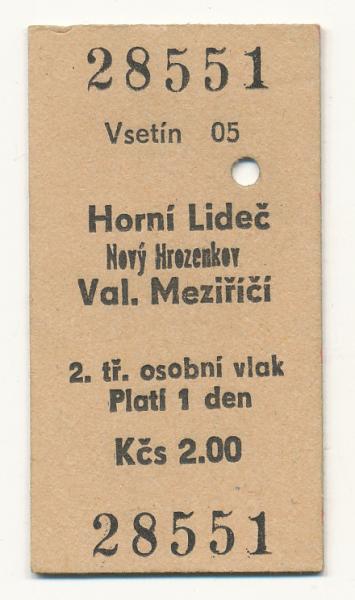 28551
Vsetín 05
Horní Lideč
Nový Hrozenkov
Val. Meziříčí
2. tř. osobní vlak
Platí 1 den
Kčs 2.00
28551